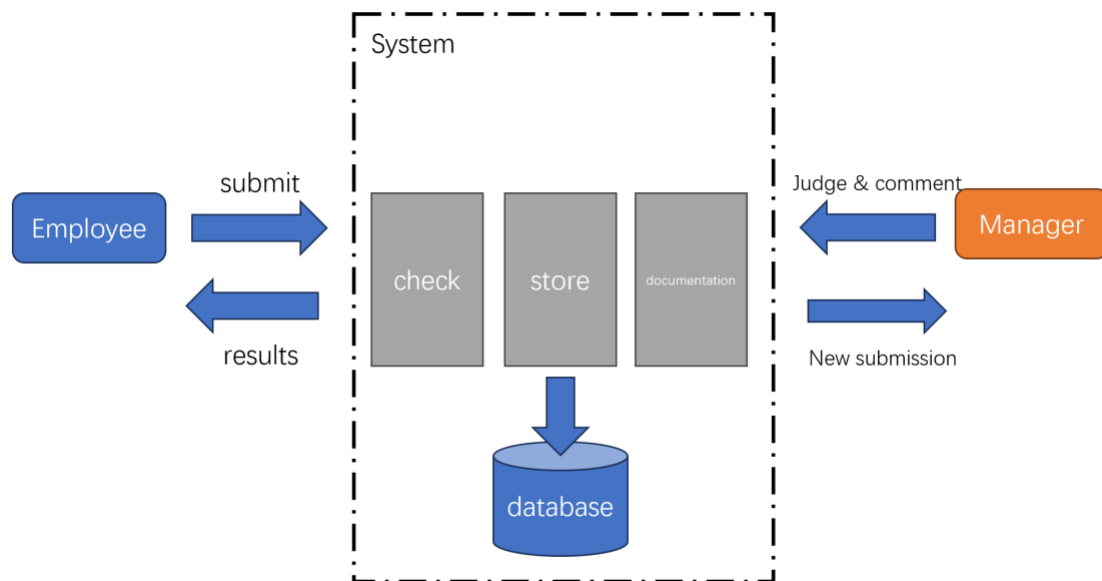 System
submit
Judge & comment
Employee
Manager
check
store
documentation
results
New submission
database